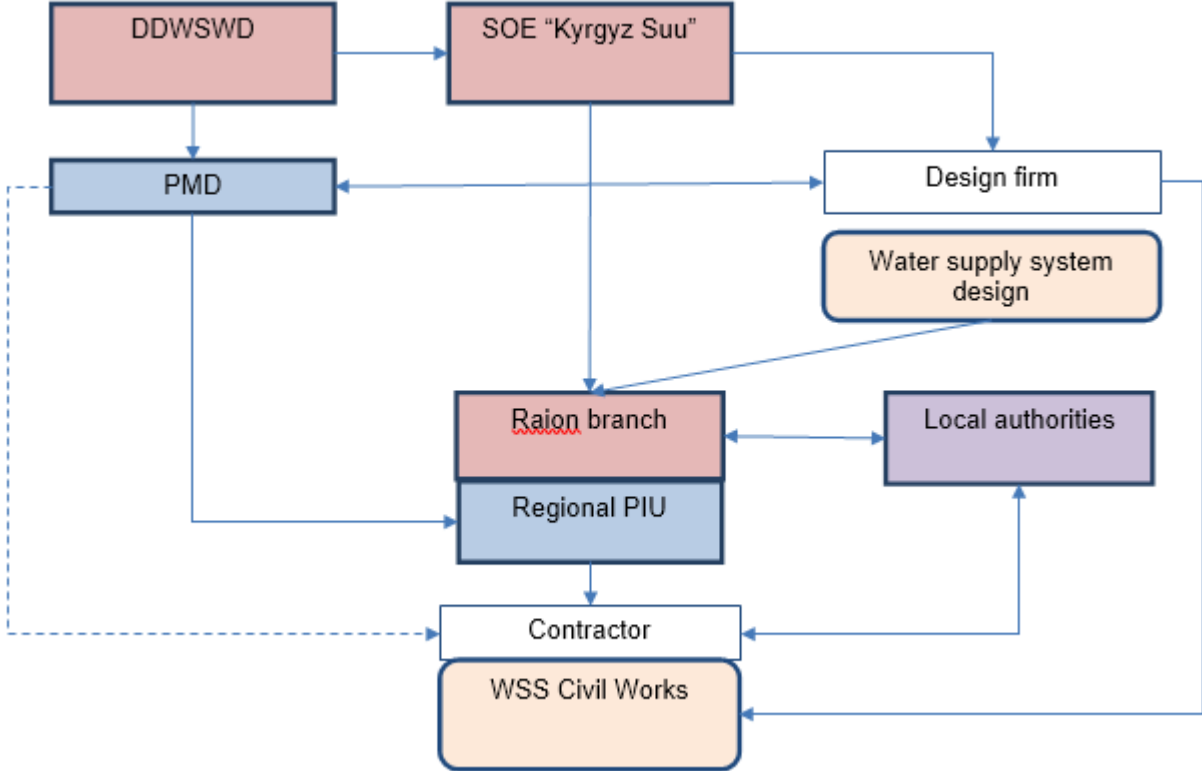 DDWSWD
SOE “Kyrgyz Suu”
PMD
Design firm
Water supply system
design
Raion branch
Local authorities
Regional PIU
Contractor
WSS Civil Works